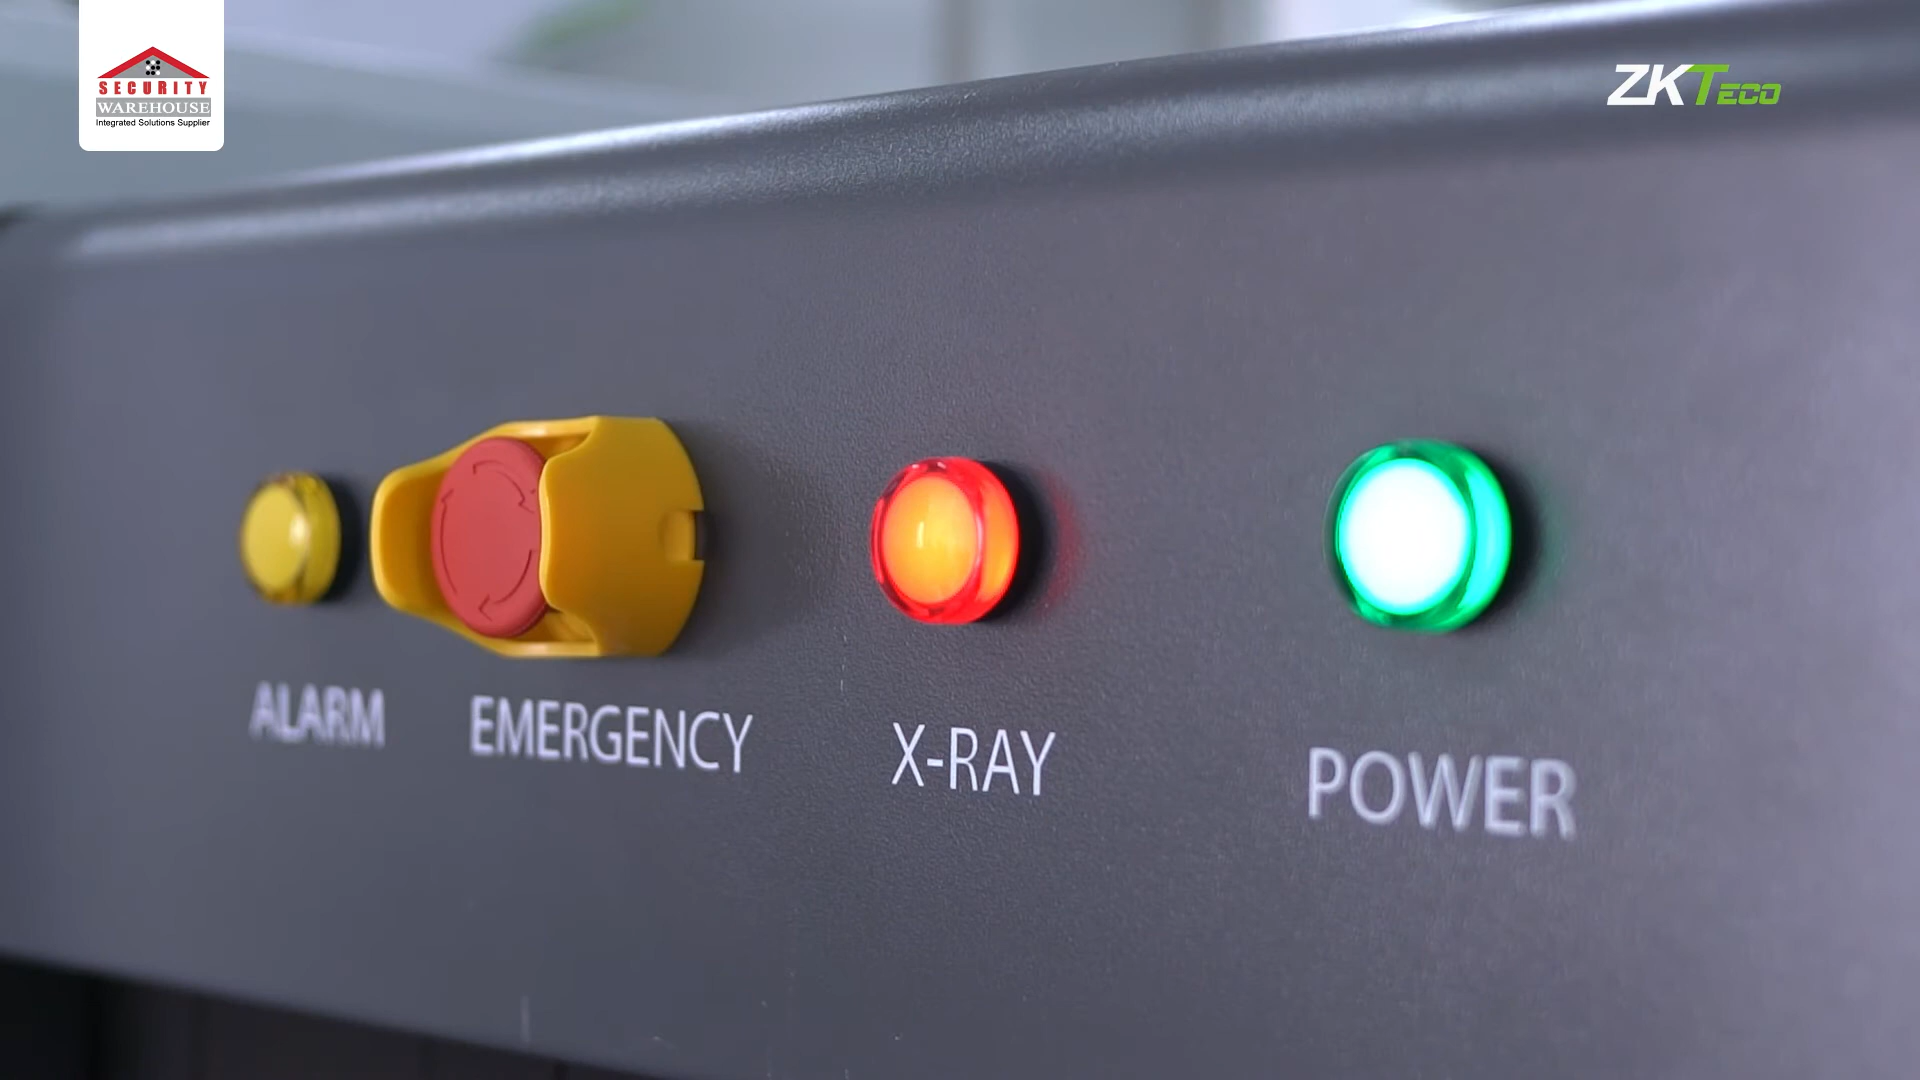 SECURITY
WAREHOUSE
Integrated Solutions Supplier
ZKTECO
ALARM
EMERGENCY
X-RAY
POWER